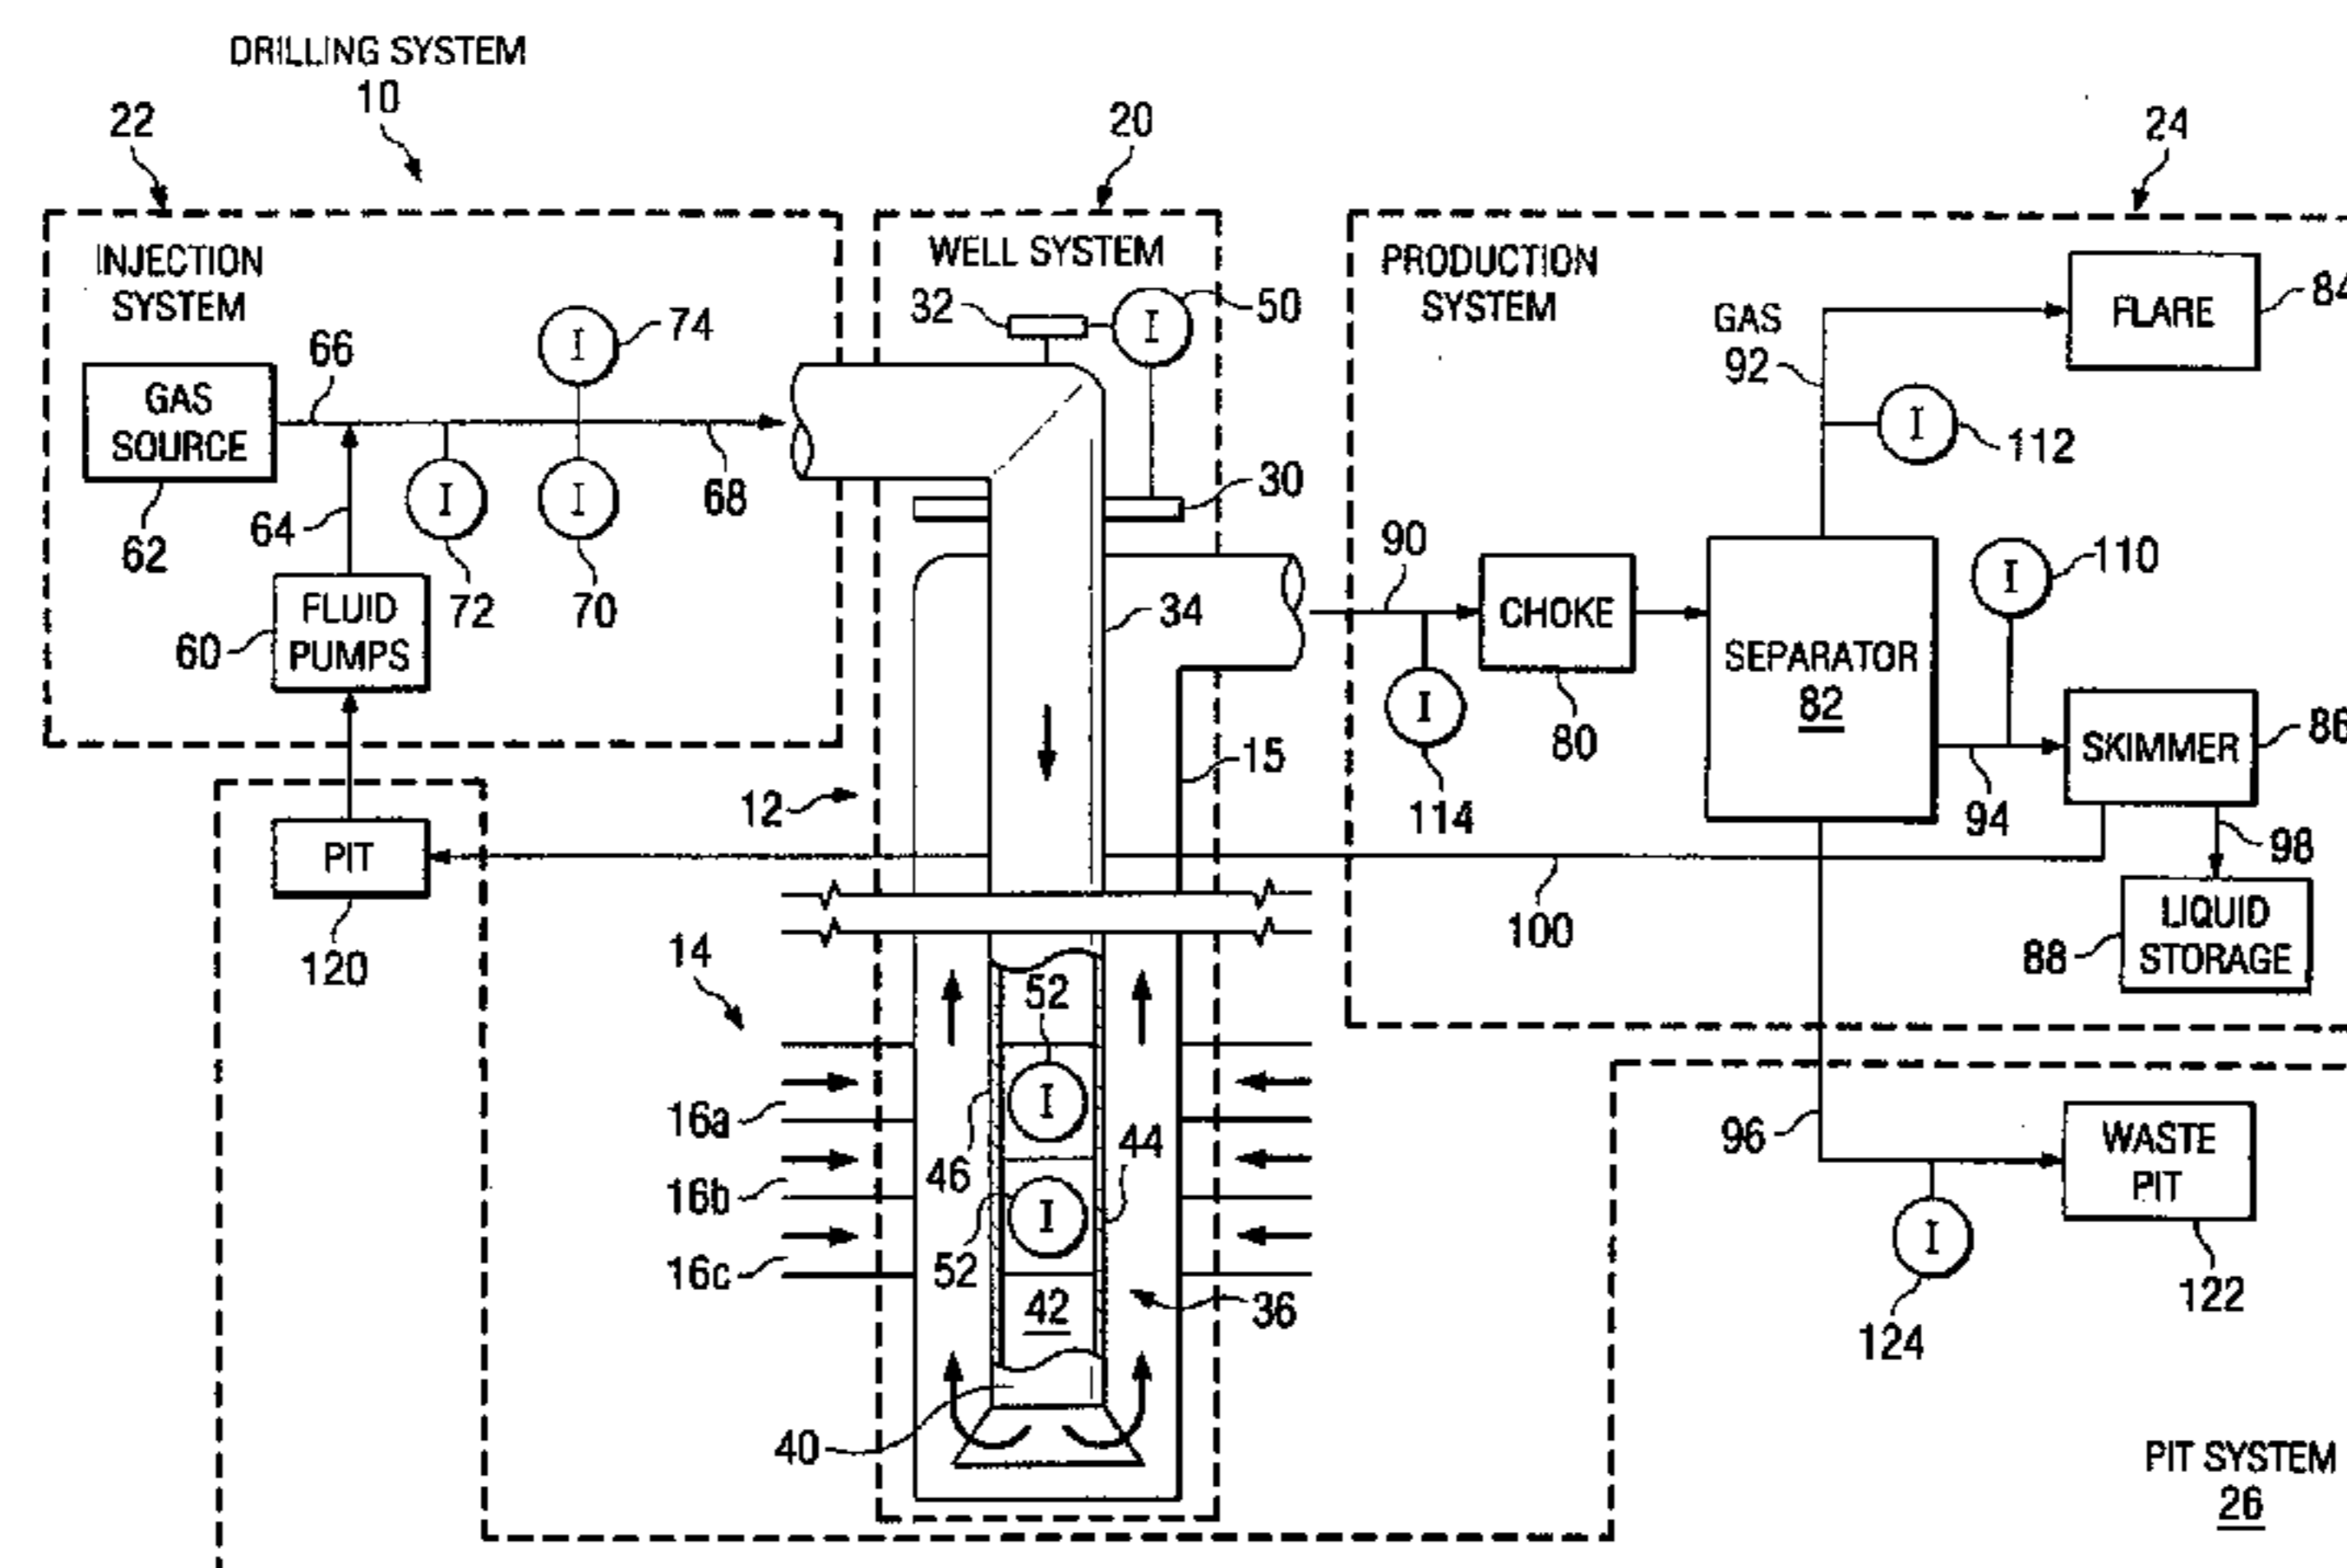 DRILLING SYSTEM
10
22
20
24
INJECTION
SYSTEM
WELL SYSTEM
PRODUCTION
SYSTEM
32
50
FLARE
84
GAS
92
74
66
GAS
SOURCE
62
64
68
30
112
72
70
FLUID
PUMPS
60
90
CHOKE
80
34
SEPARATOR
82
110
SKIMMER
86
114
15
94
12
PIT
120
98
100
LIQUID
STORAGE
88
14
52
I
I
I
I
I
I
I
I
I
I
16a
46
44
96
WASTE
PIT
122
16b
52
16c
42
36
124
40
PIT SYSTEM
26